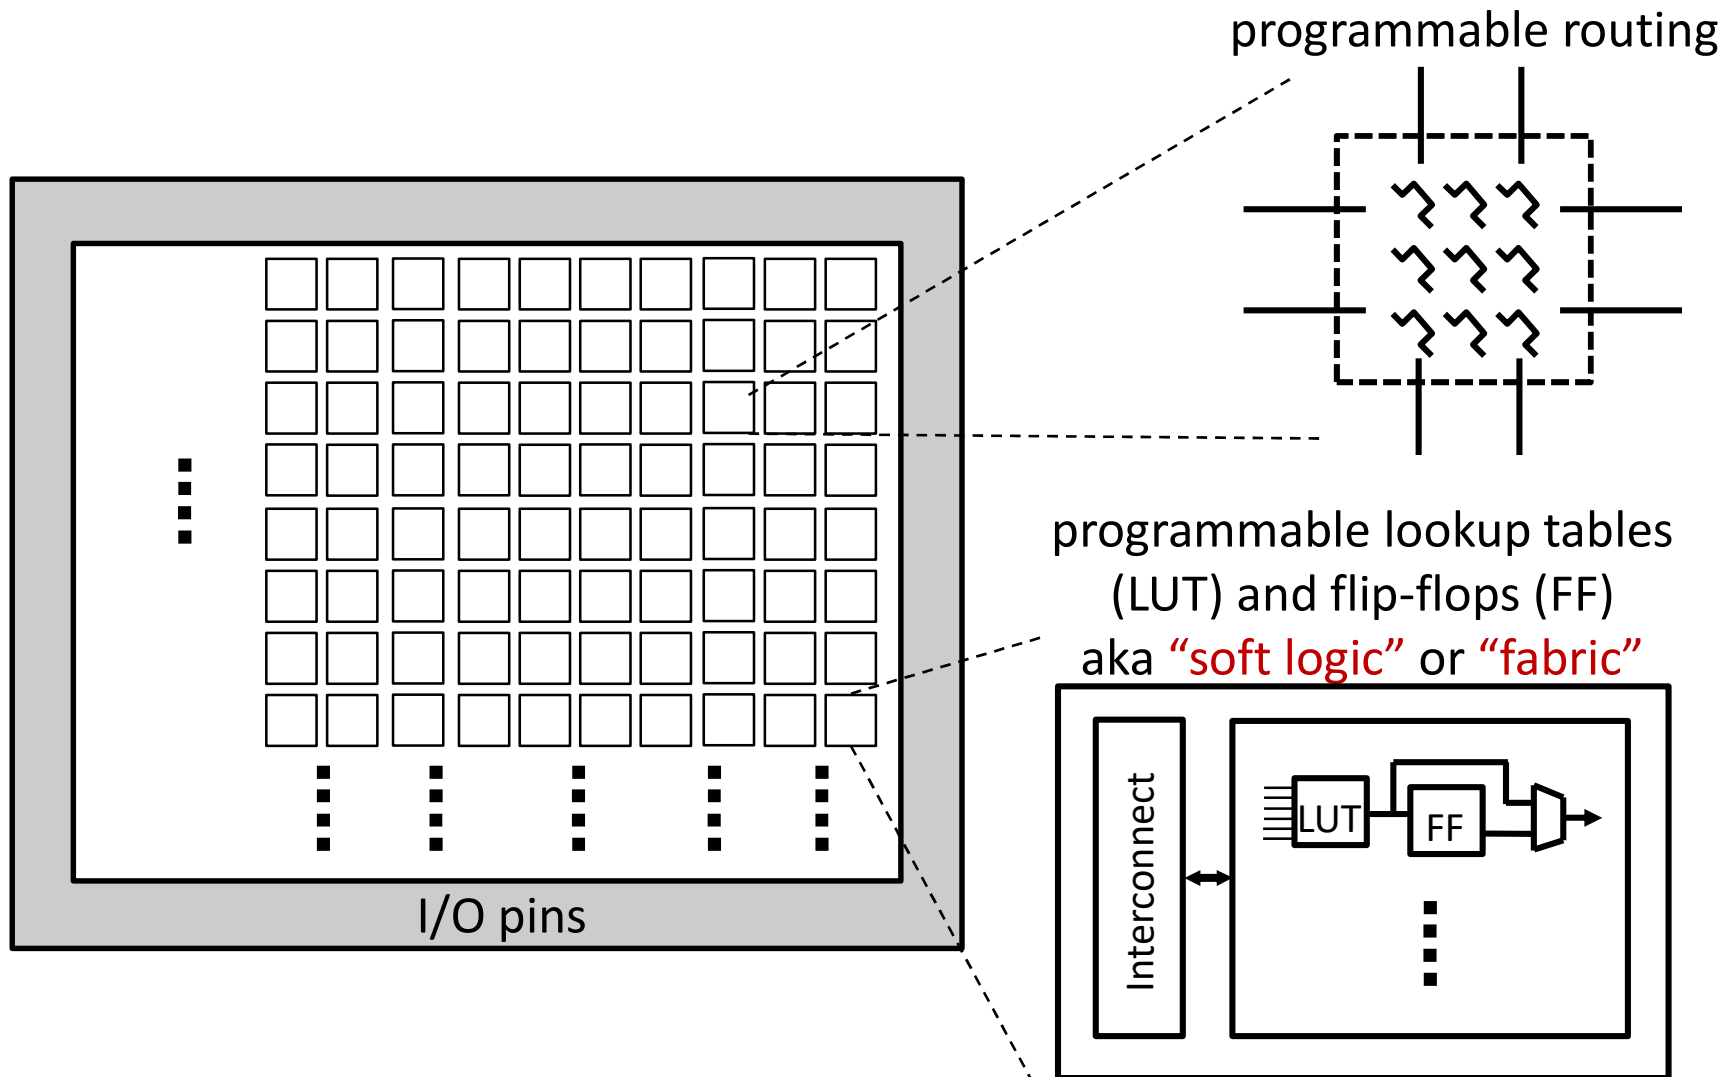 programmable routing
programmable lookup tables
(LUT) and flip-flops (FF)
aka “soft logic” or “fabric”
Interconnect
LUT
FF
I/O pins